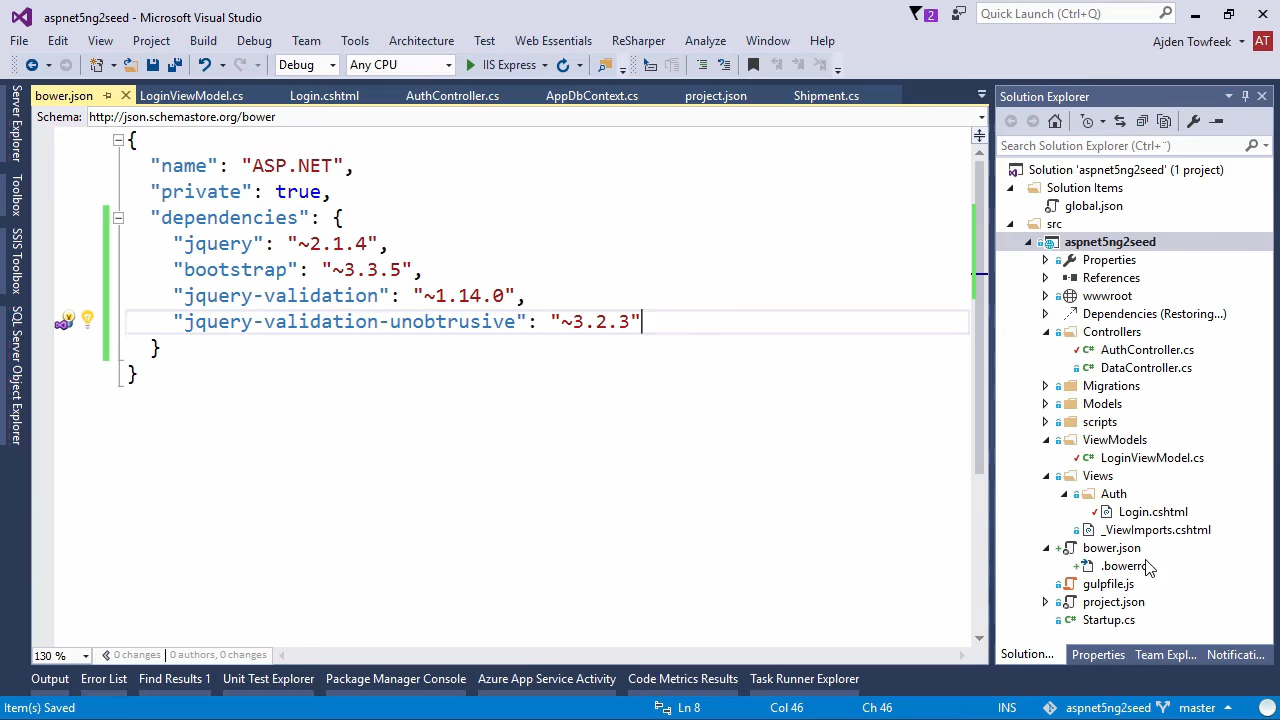 aspnet5ng2seed - Microsoft Visual Studio
2
Quick Launch (Ctrl+Q)
File Edit View Project Build Debug Team Tools Architecture Test Web Essentials ReSharper Analyze Window Help
Ajden Towfeek AT
Debug Any CPU IIS Express
bower.json LoginViewModel.cs Login.cshtml AuthController.cs AppDbContext.cs project.json Shipment.cs
Schema: http://json.schemastore.org/bower
{
"name": "ASP.NET",
"private": true,
"dependencies": {
"jquery": "~2.1.4",
"bootstrap": "~3.3.5",
"jquery-validation": "~1.14.0",
"jquery-validation-unobtrusive": "~3.2.3"
}
}
130 % 0 changes | 0 authors, 0 changes
Server Explorer
Toolbox
SSIS Toolbox
SQL Server Object Explorer
Solution Explorer
Search Solution Explorer (Ctrl+¨)
Solution 'aspnet5ng2seed' (1 project)
Solution Items
global.json
src
aspnet5ng2seed
Properties
References
wwwroot
Dependencies (Restoring...)
Controllers
AuthController.cs
DataController.cs
Migrations
Models
scripts
ViewModels
LoginViewModel.cs
Views
Auth
Login.cshtml
_ViewImports.cshtml
bower.json
.bowerrc
gulpfile.js
project.json
Startup.cs
Solution... Properties Team Expl... Notificati...
Output Error List Find Results 1 Unit Test Explorer Package Manager Console Azure App Service Activity Code Metrics Results Task Runner Explorer
Item(s) Saved Ln 8 Col 46 Ch 46 INS aspnet5ng2seed master